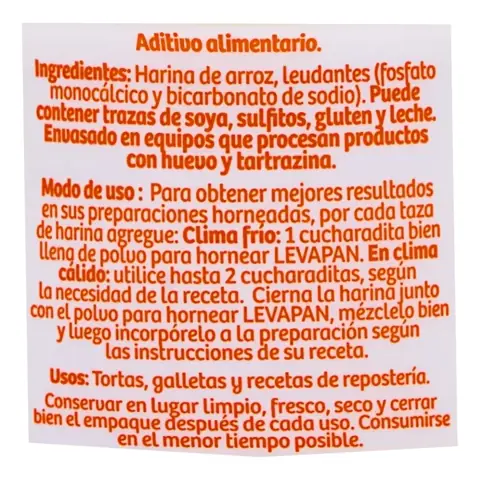 Aditivo alimentario.
Ingredientes: Harina de arroz, leudantes (fosfato
monocálcico y bicarbonato de sodio). Puede
contener trazas de soya, sulfitos, gluten y leche.
Envasado en equipos que procesan productos
con huevo y tartrazina.
Modo de uso : Para obtener mejores resultados
en sus preparaciones horneadas, por cada taza
de harina agregue: Clima frío: 1 cucharadita bien
llena de polvo para hornear LEVAPAN. En clima
cálido: utilice hasta 2 cucharaditas, según
la necesidad de la receta. Cierna la harina junto
con el polvo para hornear LEVAPAN, mézclelo bien
y luego incorpórelo a la preparación según
las instrucciones de su receta.
Usos: Tortas, galletas y recetas de repostería.
Conservar en lugar limpio, fresco, seco y cerrar
bien el empaque después de cada uso. Consumirse
en el menor tiempo posible.